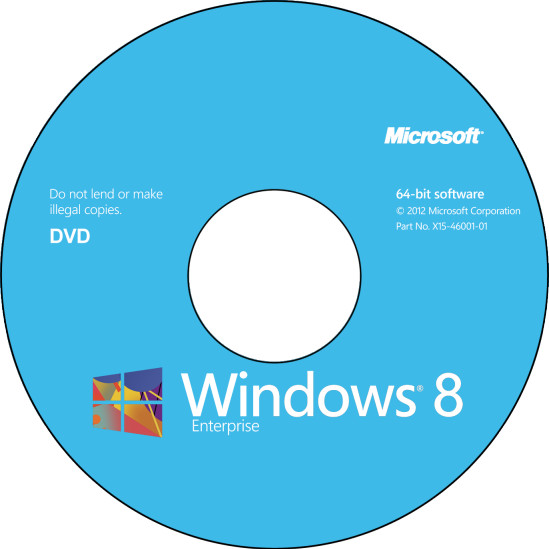 Microsoft®
Do not lend or make
illegal copies.
DVD
64-bit software
© 2012 Microsoft Corporation
Part No. X15-46001-01
Windows® 8
Enterprise